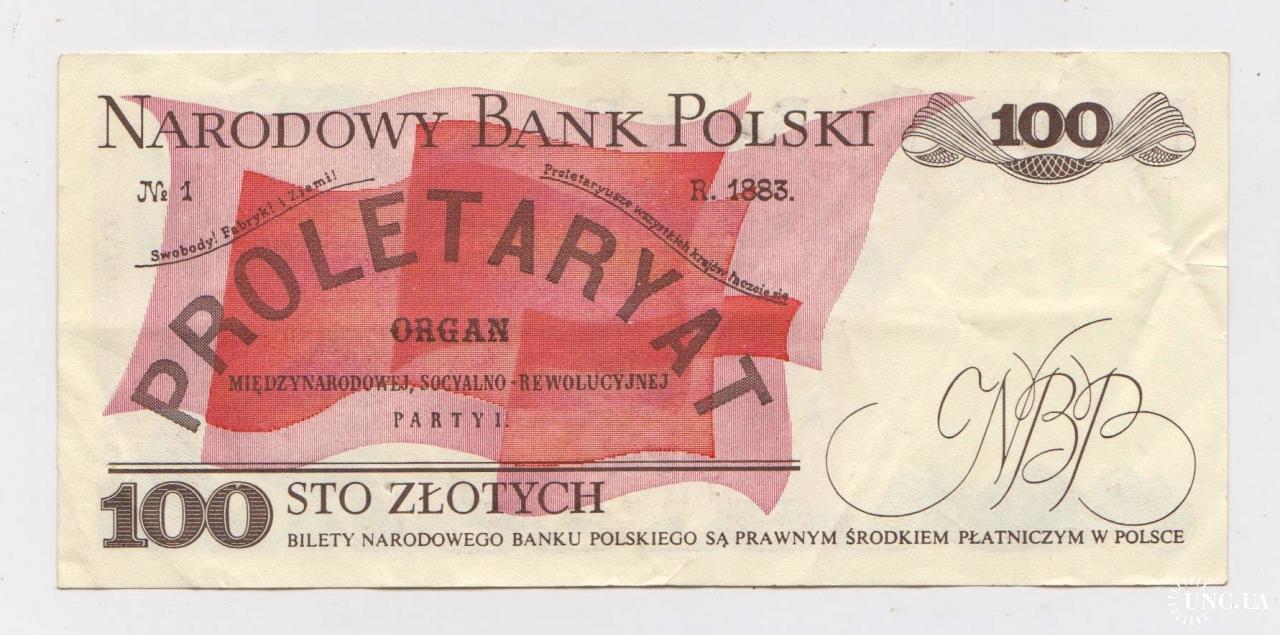 NARODOWY BANK POLSKI
100
№ 1
R. 1883.
Swobody! Fabryk! i Ziemi!
Proletaryusze wszystkich krajów łączcie się
PROLETARYAT
ORGAN
MIĘDZYNARODOWEJ, SOCYALNO-REWOLUCYJNEJ
PARTYI.
NBP
100 STO ZŁOTYCH
BILETY NARODOWEGO BANKU POLSKIEGO SĄ PRAWNYM ŚRODKIEM PŁATNICZYM W POLSCE
UNC.UA